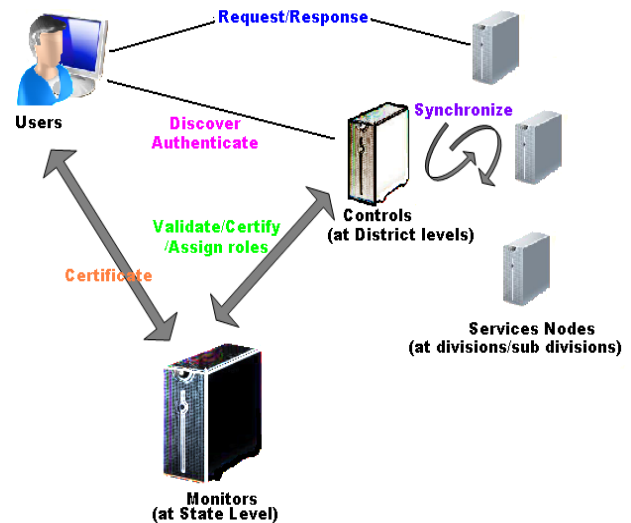 Request/Response
Users
Discover
Authenticate
Synchronize
Controls
(at District levels)
Validate/Certify
/Assign roles
Certificate
Services Nodes
(at divisions/sub divisions)
Monitors
(at State Level)